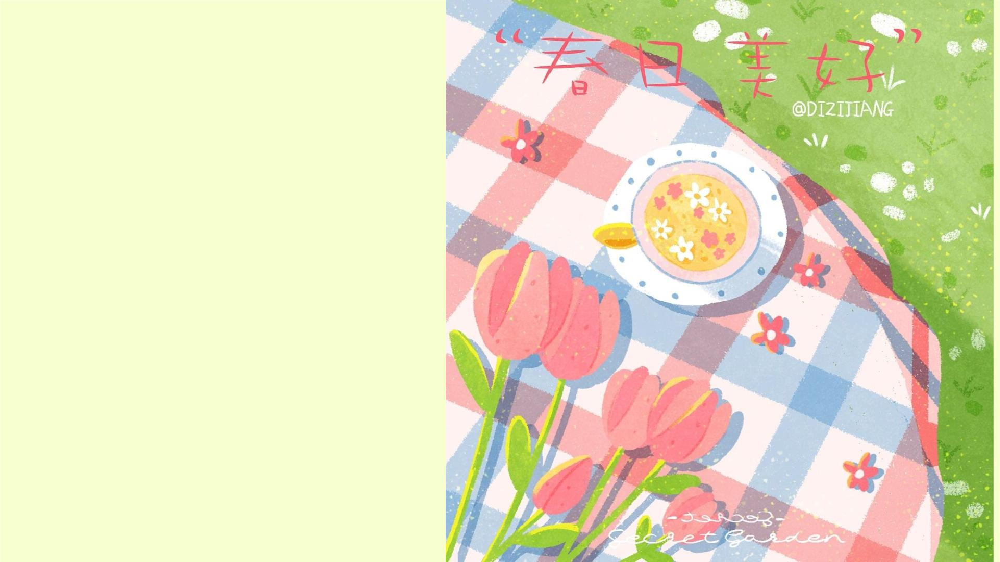 “春日美好”
@DIZIJIANG
Secret Garden